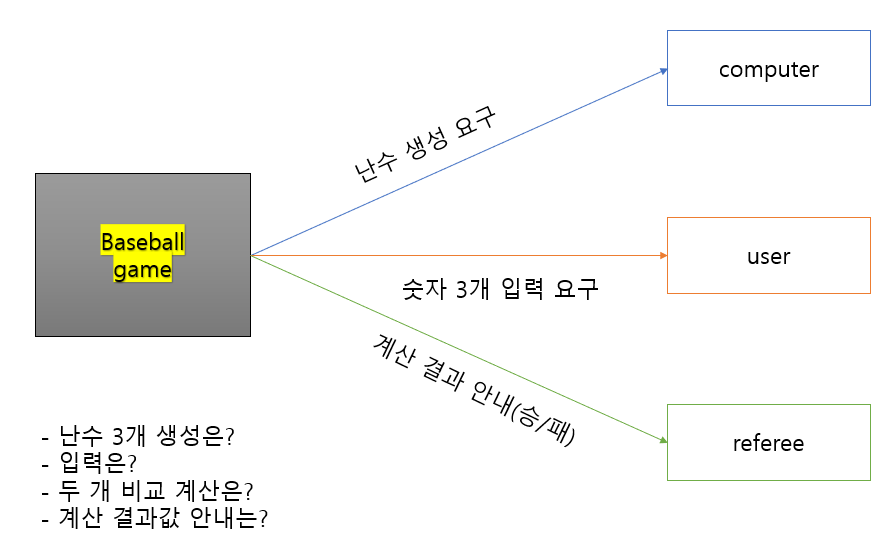 computer
난수 생성 요구
Baseball
game
user
숫자 3개 입력 요구
계산 결과 안내(승/패)
referee
- 난수 3개 생성은?
- 입력은?
- 두 개 비교 계산은?
- 계산 결과값 안내는?